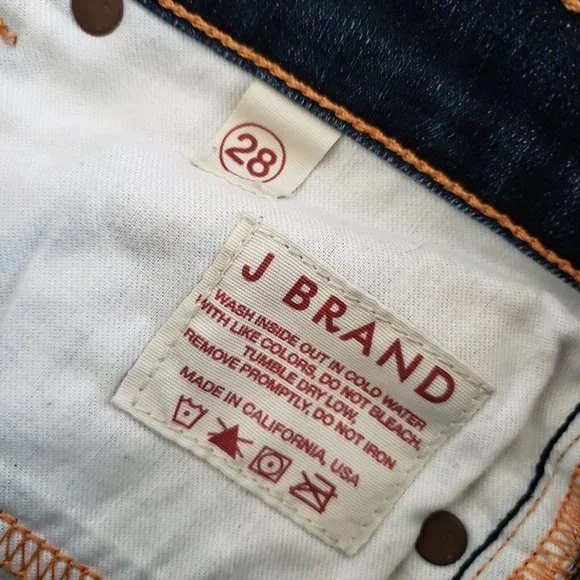 28
J BRAND
WASH INSIDE OUT IN COLD WATER
WITH LIKE COLORS, DO NOT BLEACH,
TUMBLE DRY LOW,
REMOVE PROMPTLY, DO NOT IRON
MADE IN CALIFORNIA, USA